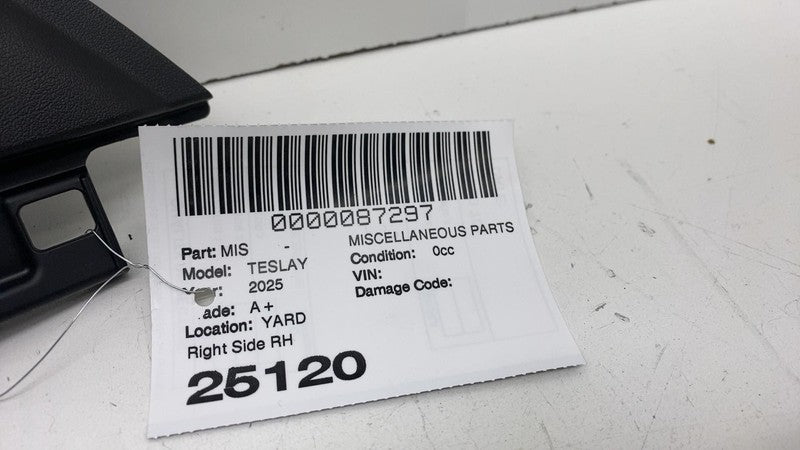 0000087297
Part: MIS - MISCELLANEOUS PARTS
Model: TESLAY Condition: 0cc
2025 VIN:
ade: A+ Damage Code:
Location: YARD
Right Side RH
25120